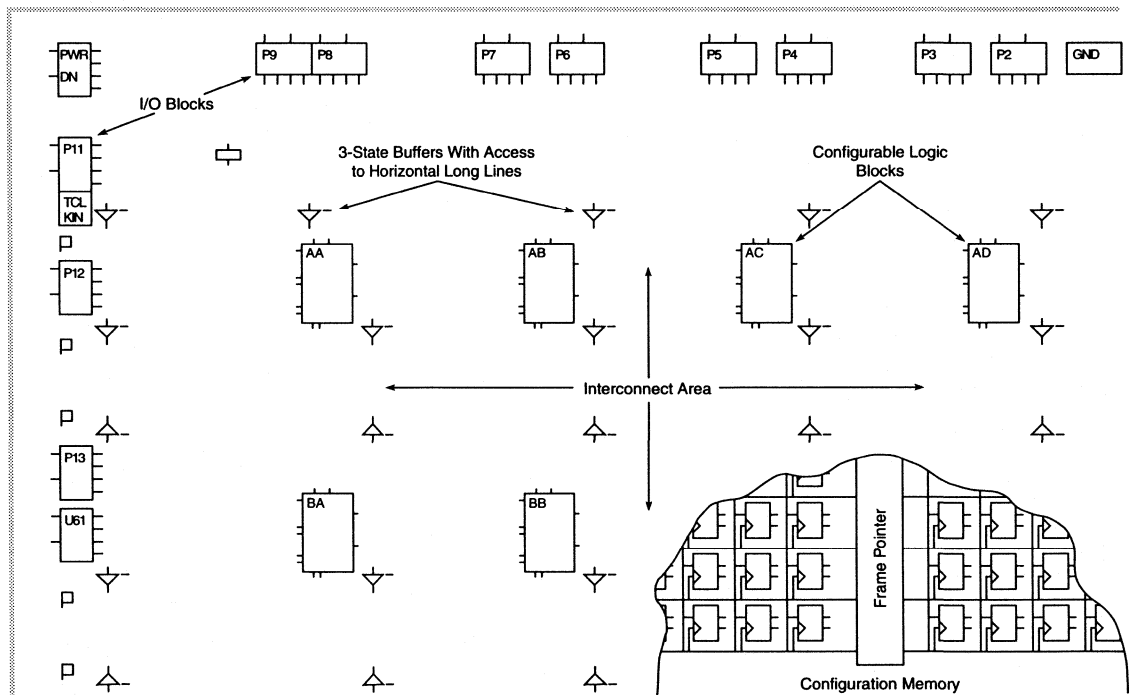 PWR
DN
P9
P8
P7
P6
P5
P4
P3
P2
GND
I/O Blocks
P11
TCL
KIN
3-State Buffers With Access
to Horizontal Long Lines
Configurable Logic
Blocks
P12
AA
AB
AC
AD
Interconnect Area
P13
U61
BA
BB
Frame Pointer
Configuration Memory